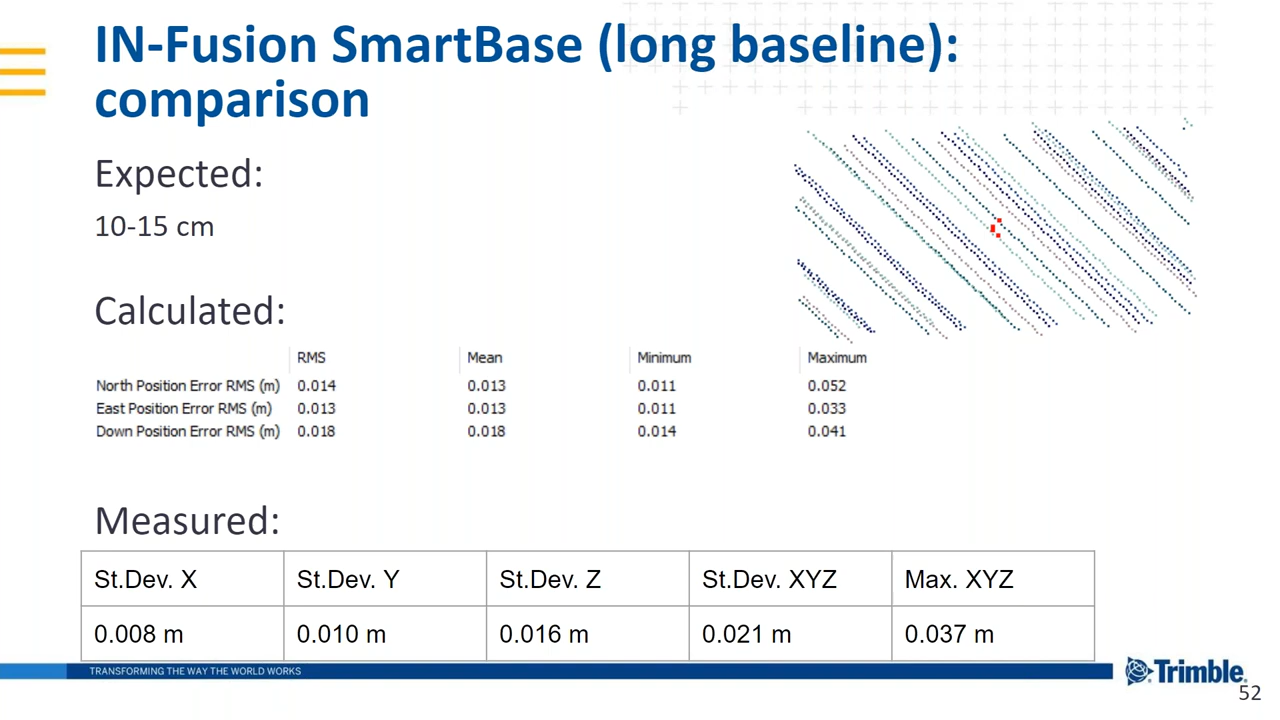 IN-Fusion SmartBase (long baseline):
comparison
Expected:
10-15 cm
Calculated:
RMS Mean Minimum Maximum
North Position Error RMS (m) 0.014 0.013 0.011 0.052
East Position Error RMS (m) 0.013 0.013 0.011 0.033
Down Position Error RMS (m) 0.018 0.018 0.014 0.041
Measured:
St.Dev. X St.Dev. Y St.Dev. Z St.Dev. XYZ Max. XYZ
0.008 m 0.010 m 0.016 m 0.021 m 0.037 m
TRANSFORMING THE WAY THE WORLD WORKS
Trimble.
52